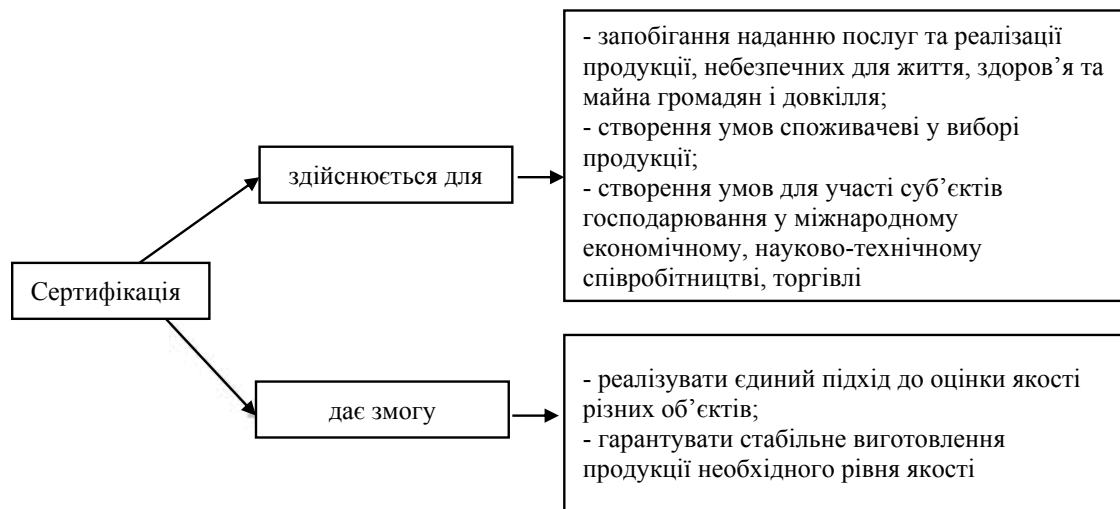 - запобігання наданню послуг та реалізації
продукції, небезпечних для життя, здоров’я та
майна громадян і довкілля;
- створення умов споживачеві у виборі
продукції;
- створення умов для участі суб’єктів
господарювання у міжнародному
економічному, науково-технічному
співробітництві, торгівлі
здійснюється для
Сертифікація
дає змогу
- реалізувати єдиний підхід до оцінки якості
різних об’єктів;
- гарантувати стабільне виготовлення
продукції необхідного рівня якості